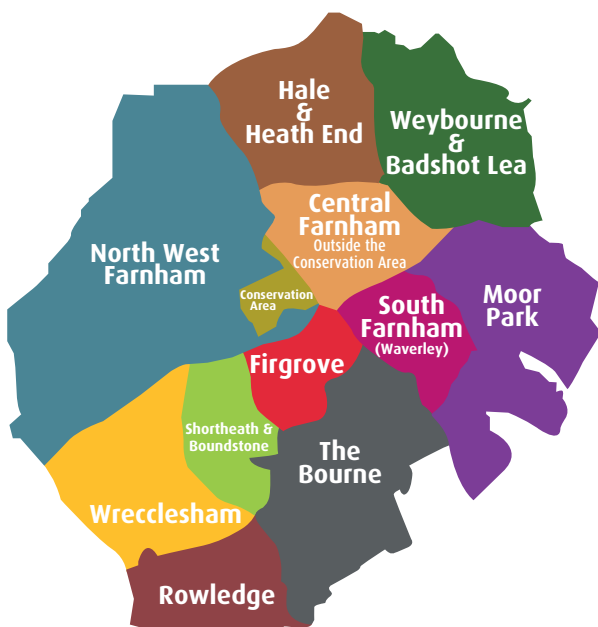 Hale
&
Heath End
Weybourne
&
Badshot Lea
Central
Farnham
Outside the
Conservation Area
North West
Farnham
Conservation
Area
South
Farnham
(Waverley)
Moor
Park
Firgrove
Shortheath &
Boundstone
The
Bourne
Wrecclesham
Rowledge